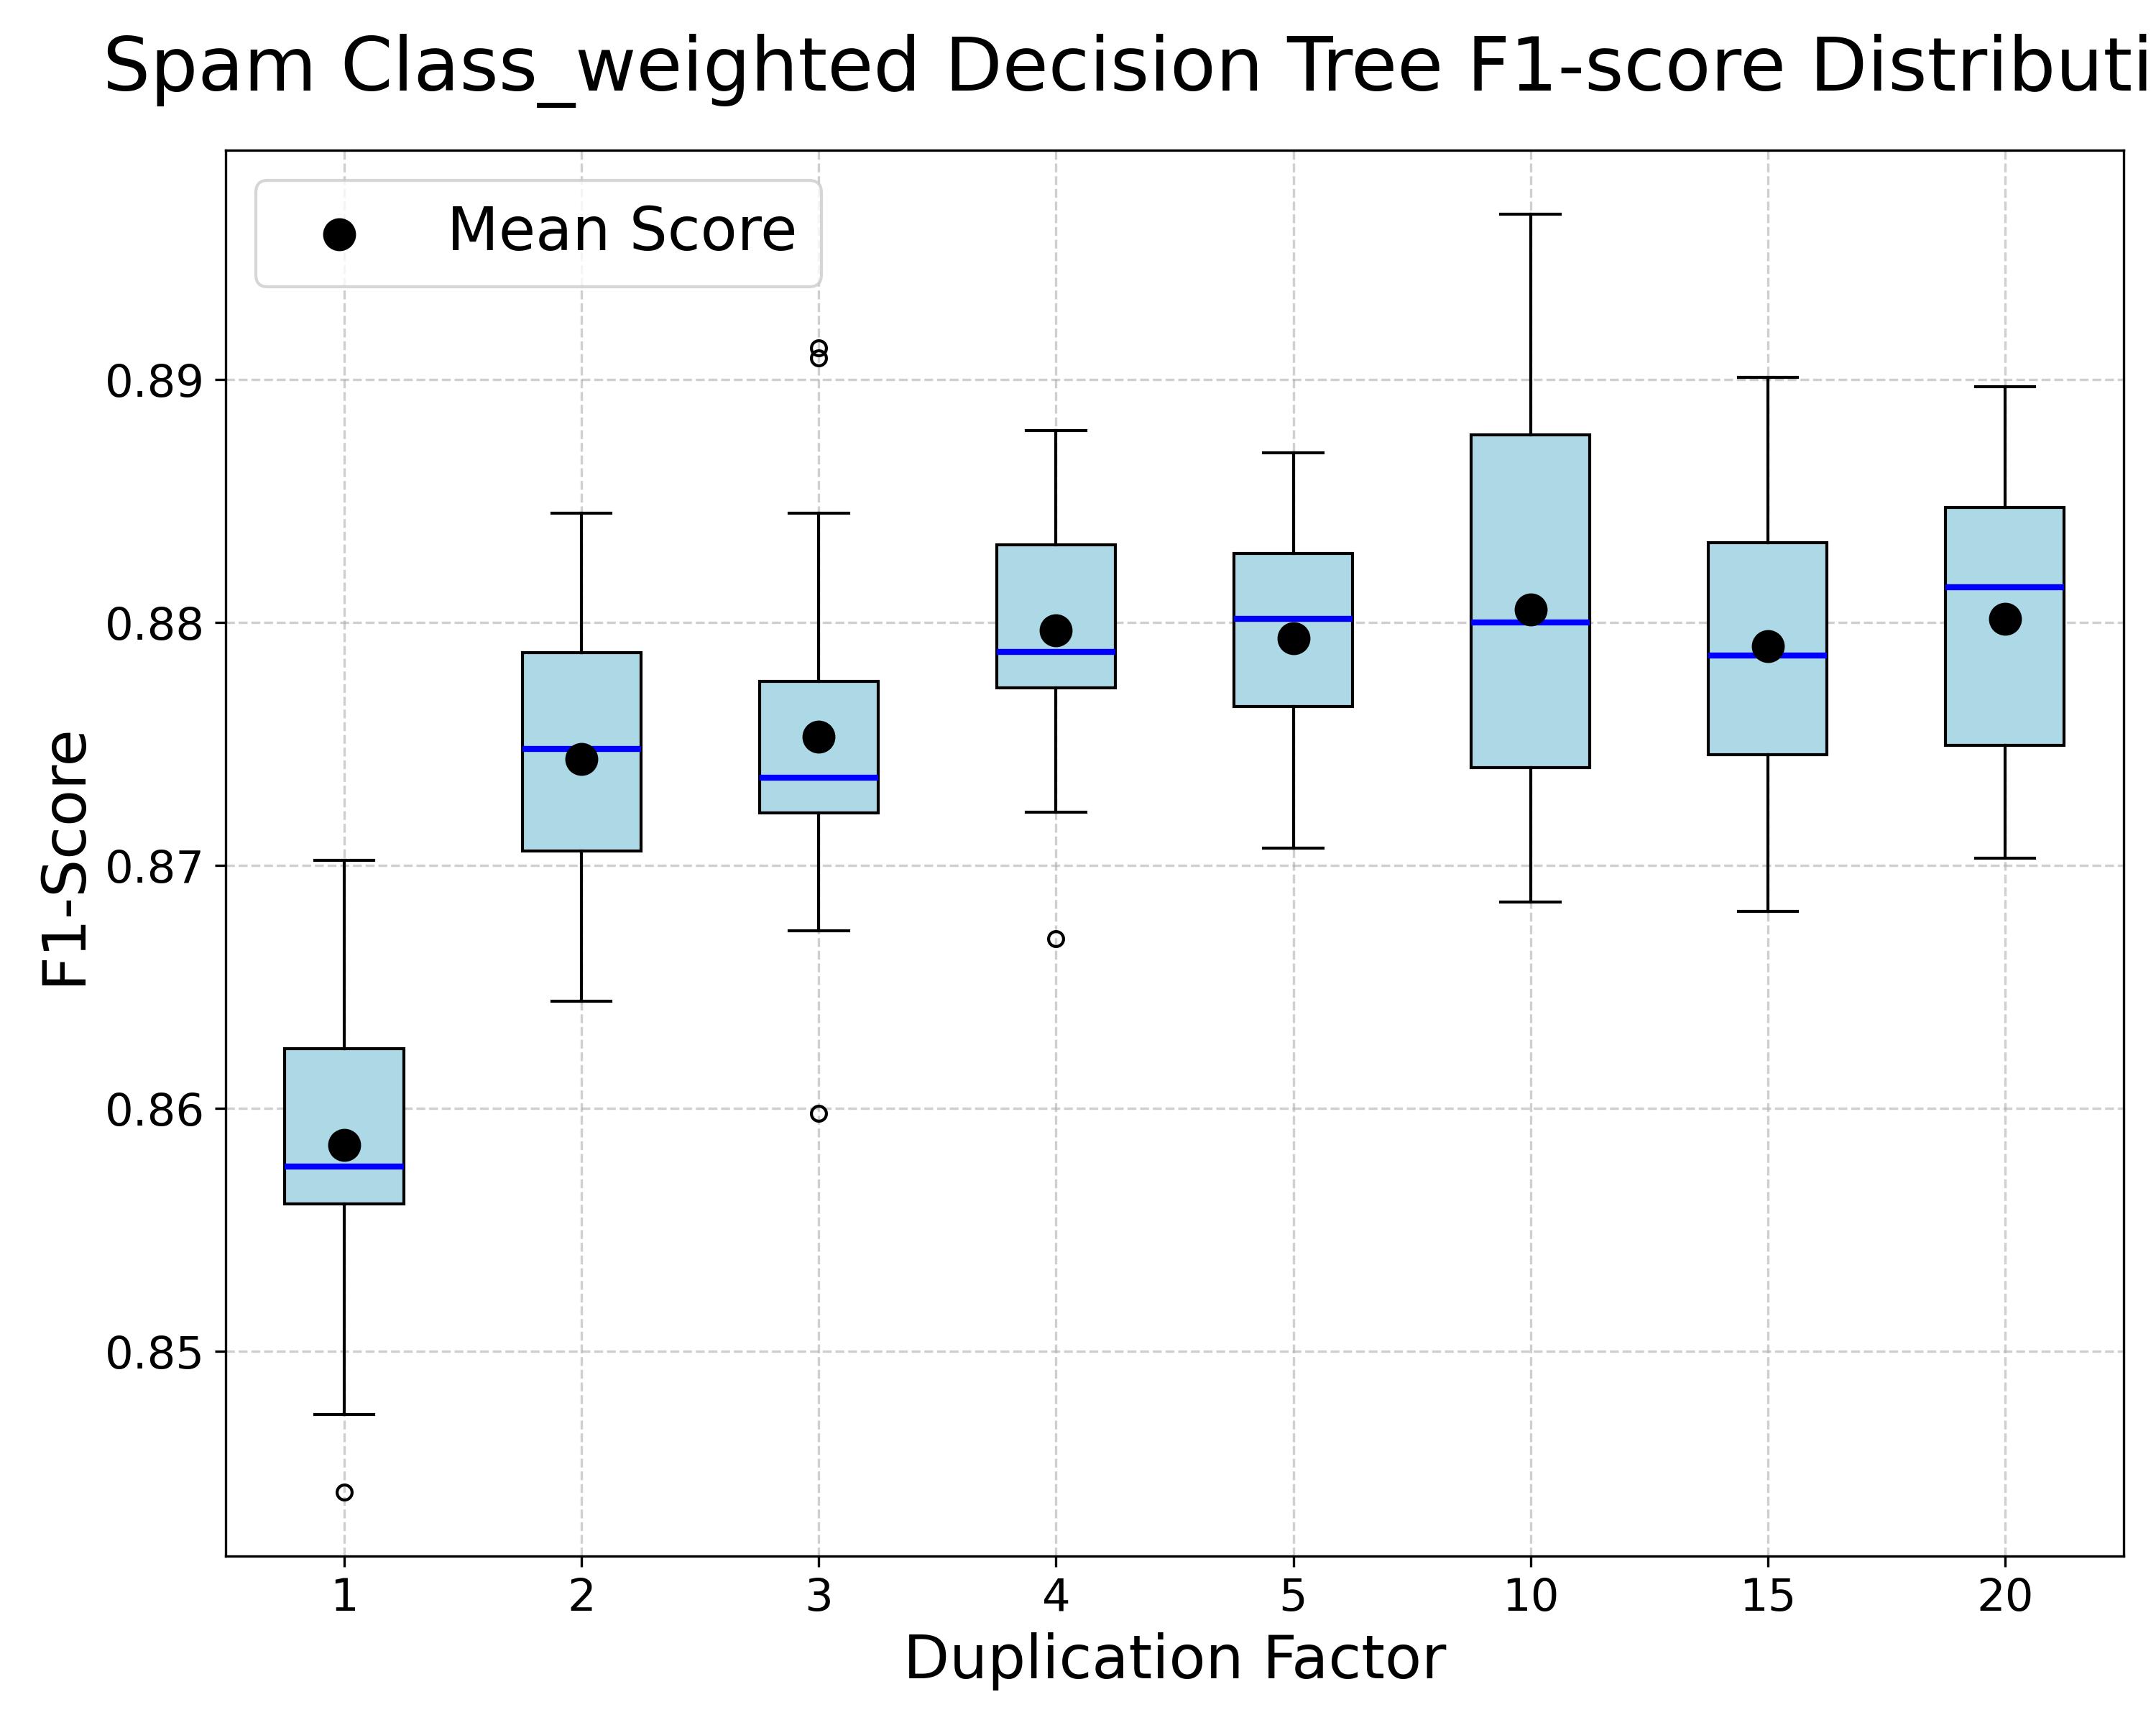 Spam Class_weighted Decision Tree F1-score Distributi
Mean Score
0.89
0.88
0.87
0.86
0.85
F1-Score
1 2 3 4 5 10 15 20
Duplication Factor